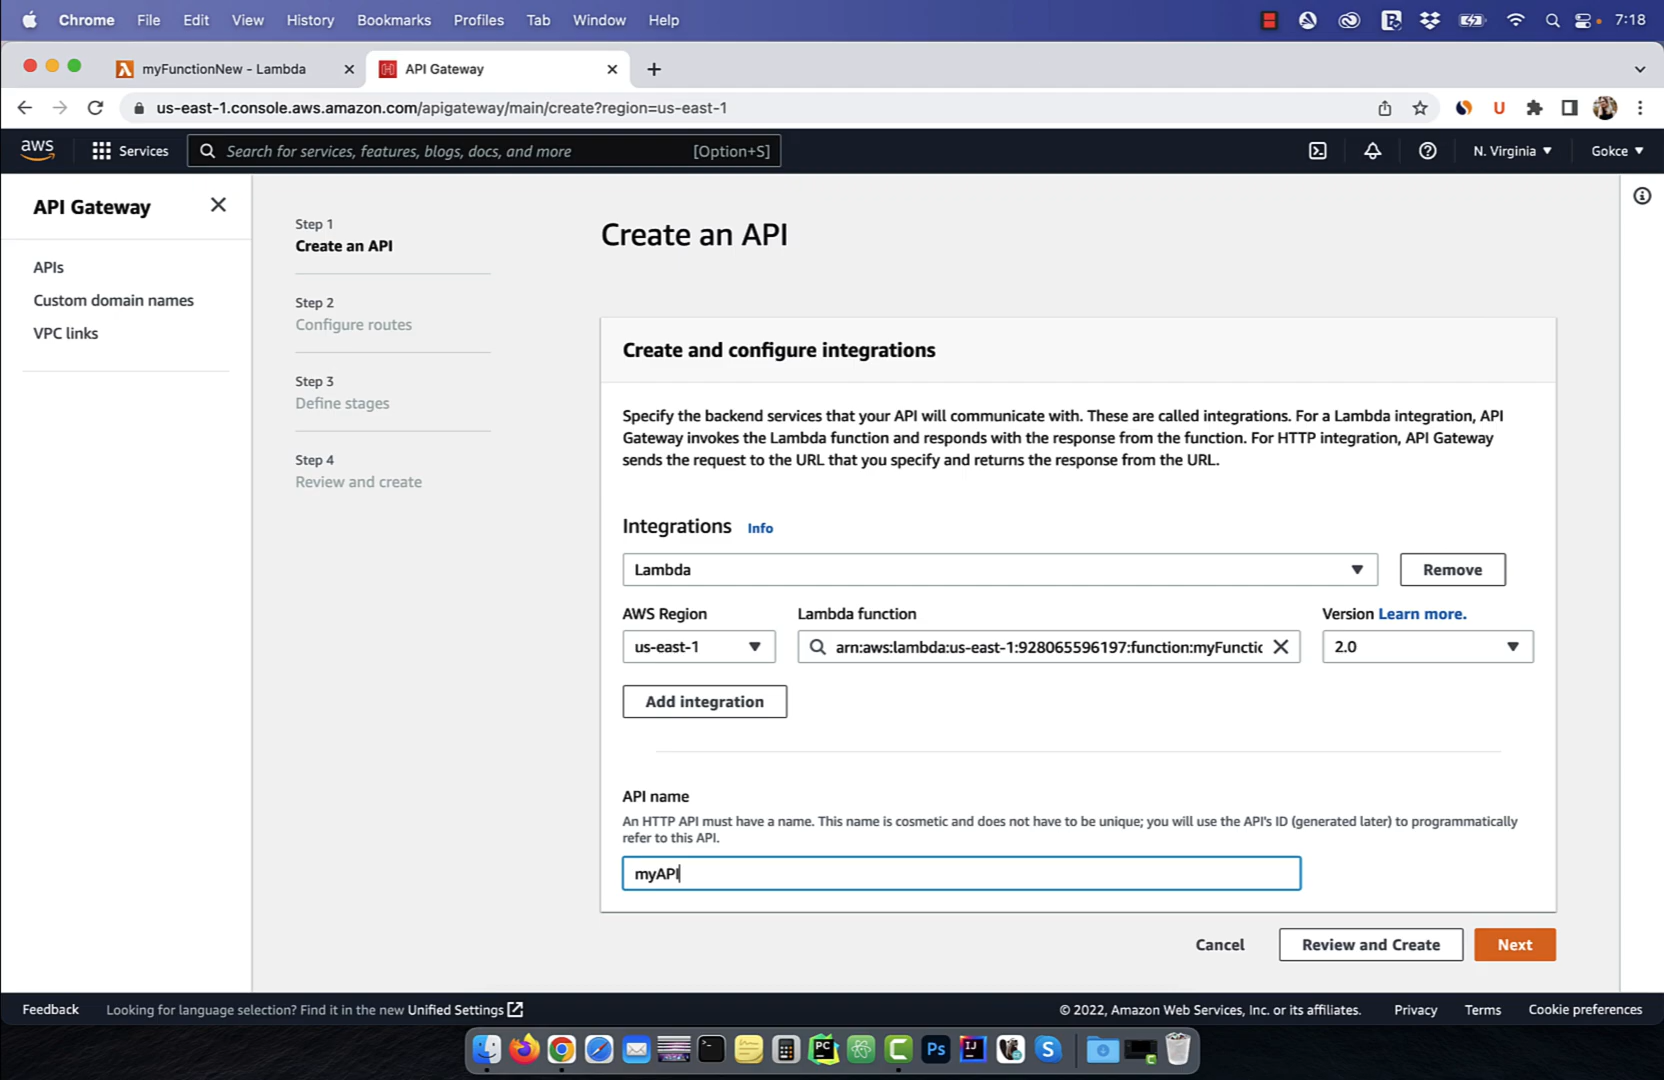 Chrome File Edit View History Bookmarks Profiles Tab Window Help 7:18
myFunctionNew - Lambda API Gateway
us-east-1.console.aws.amazon.com/apigateway/main/create?region=us-east-1
aws Services Search for services, features, blogs, docs, and more [Option+S] N. Virginia Gokce
API Gateway
APIs
Custom domain names
VPC links
Step 1
Create an API
Step 2
Configure routes
Step 3
Define stages
Step 4
Review and create
Create an API
Create and configure integrations
Specify the backend services that your API will communicate with. These are called integrations. For a Lambda integration, API
Gateway invokes the Lambda function and responds with the response from the function. For HTTP integration, API Gateway
sends the request to the URL that you specify and returns the response from the URL.
Integrations Info
Lambda Remove
AWS Region Lambda function Version Learn more.
us-east-1 arn:aws:lambda:us-east-1:928065596197:function:myFunctic 2.0
Add integration
API name
An HTTP API must have a name. This name is cosmetic and does not have to be unique; you will use the API's ID (generated later) to programmatically
refer to this API.
myAPI
Cancel Review and Create Next
Feedback Looking for language selection? Find it in the new Unified Settings © 2022, Amazon Web Services, Inc. or its affiliates. Privacy Terms Cookie preferences
PC Ps IJ